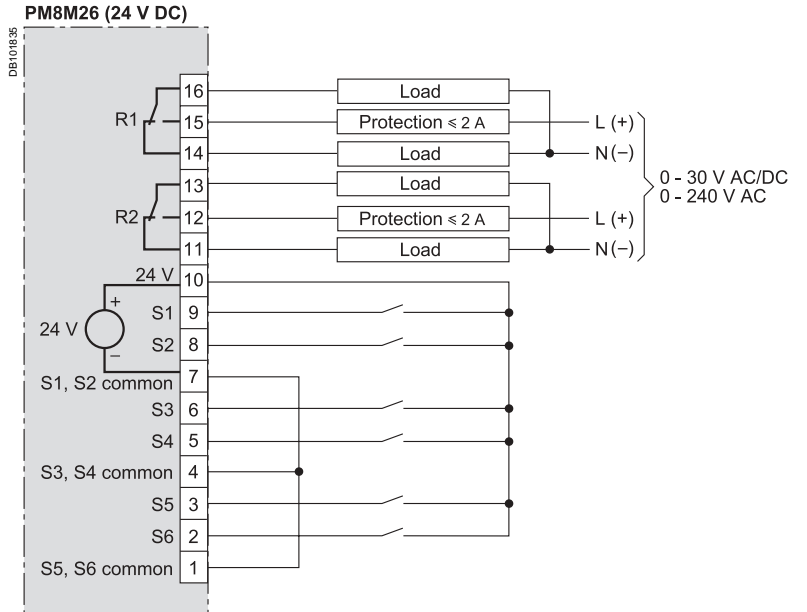 PM8M26 (24 V DC)
DB101835
16 Load
R1 15 Protection ≤ 2 A L (+)
14 Load N (−)
13 Load 0 - 30 V AC/DC
0 - 240 V AC
R2 12 Protection ≤ 2 A L (+)
11 Load N (−)
24 V 10
+
S1 9
24 V
S2 8
−
S1, S2 common 7
S3 6
S4 5
S3, S4 common 4
S5 3
S6 2
S5, S6 common 1